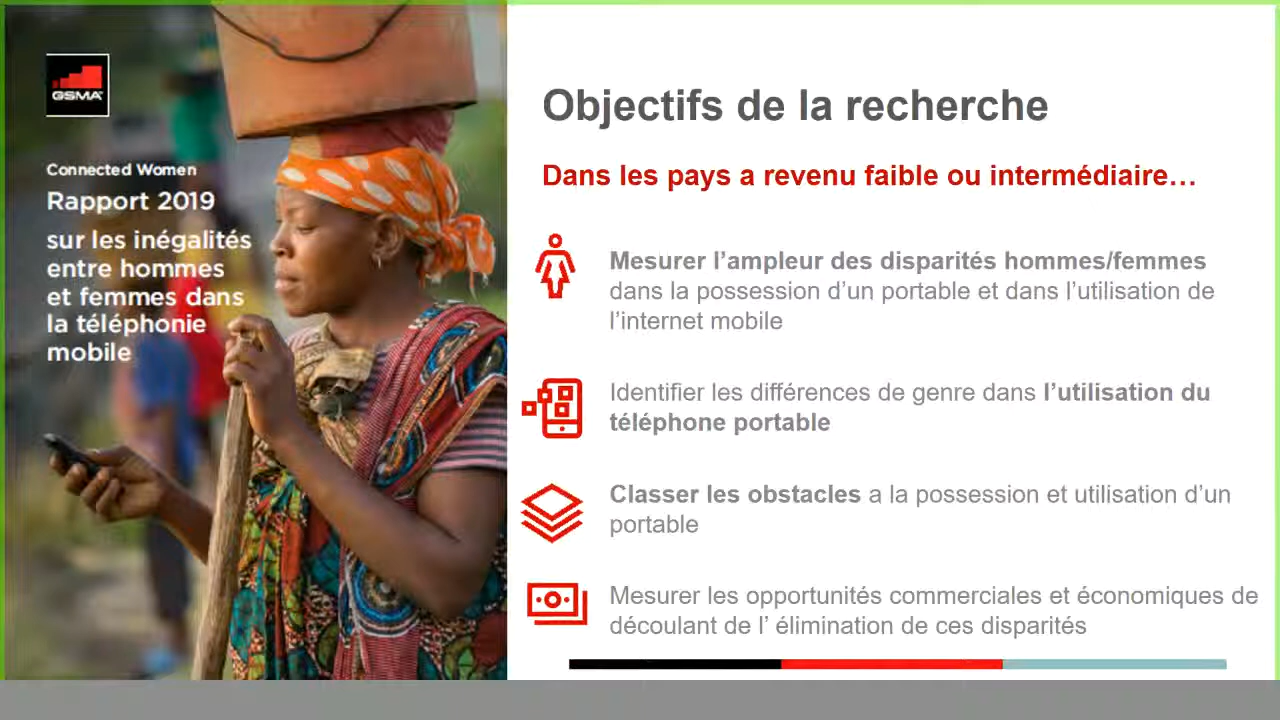 GSMA
Connected Women
Rapport 2019
sur les inégalités
entre hommes
et femmes dans
la téléphonie
mobile
Objectifs de la recherche
Dans les pays a revenu faible ou intermédiaire…
Mesurer l’ampleur des disparités hommes/femmes
dans la possession d’un portable et dans l’utilisation de
l’internet mobile
Identifier les différences de genre dans l’utilisation du
téléphone portable
Classer les obstacles a la possession et utilisation d’un
portable
Mesurer les opportunités commerciales et économiques de
découlant de l’ élimination de ces disparités